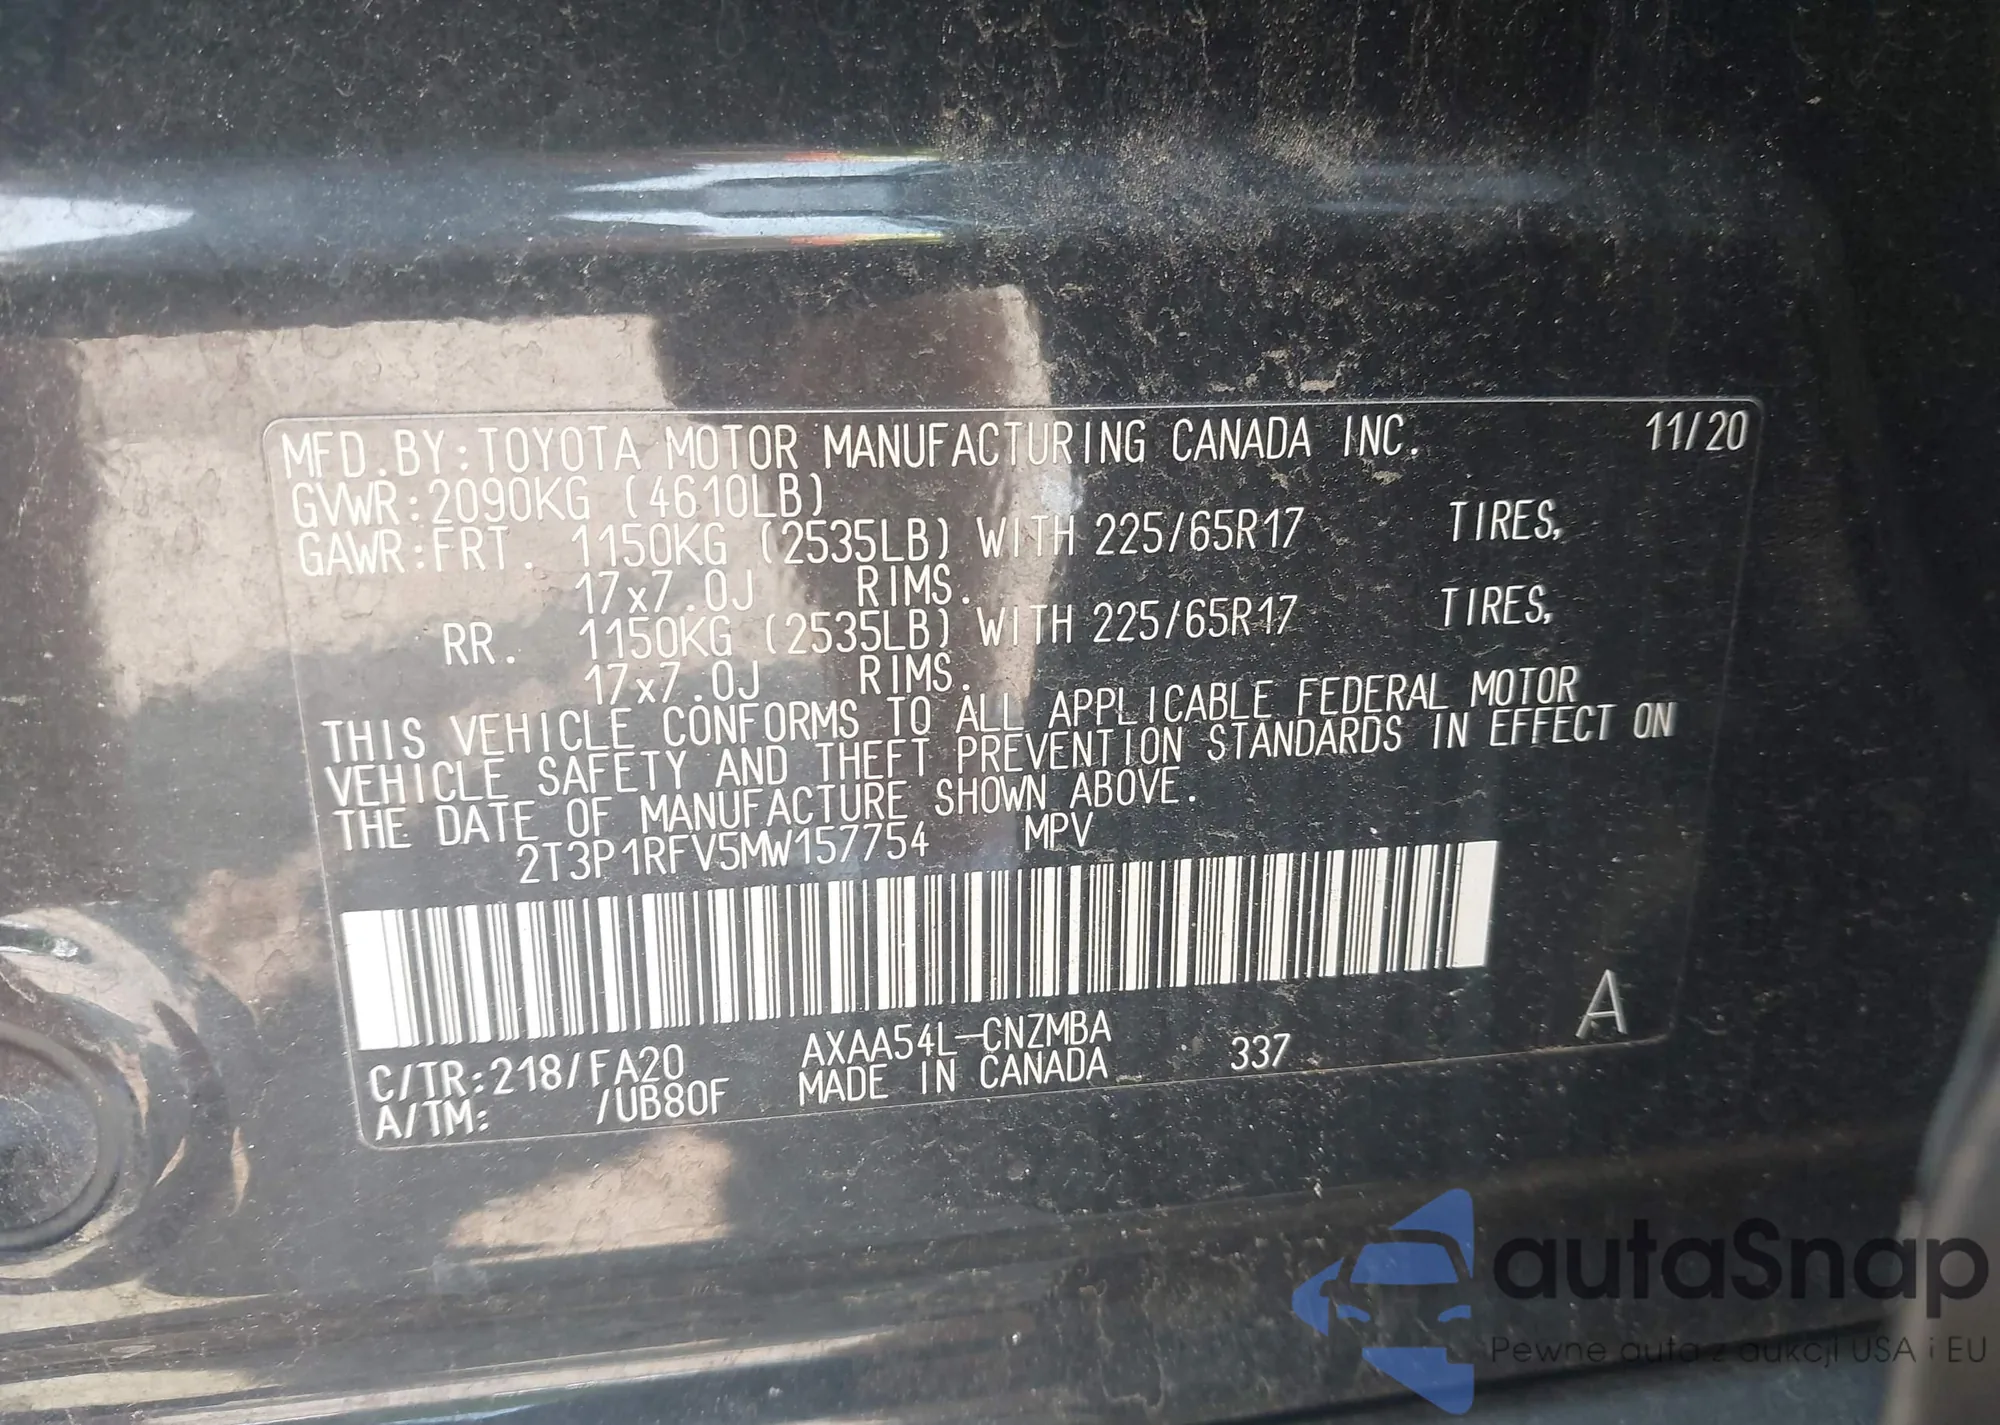 MFD.BY:TOYOTA MOTOR MANUFACTURING CANADA INC. 11/20
GVWR:2090KG (4610LB)
GAWR:FRT. 1150KG (2535LB) WITH 225/65R17 TIRES,
17x7.0J RIMS.
RR. 1150KG (2535LB) WITH 225/65R17 TIRES,
17x7.0J RIMS.
THIS VEHICLE CONFORMS TO ALL APPLICABLE FEDERAL MOTOR
VEHICLE SAFETY AND THEFT PREVENTION STANDARDS IN EFFECT ON
THE DATE OF MANUFACTURE SHOWN ABOVE.
2T3P1RFV5MW157754 MPV
C/TR:218/FA20 AXAA54L-CNZMBA 337 A
A/TM: /UB80F MADE IN CANADA
autaSnap
Pewne auta z aukcji USA i EU